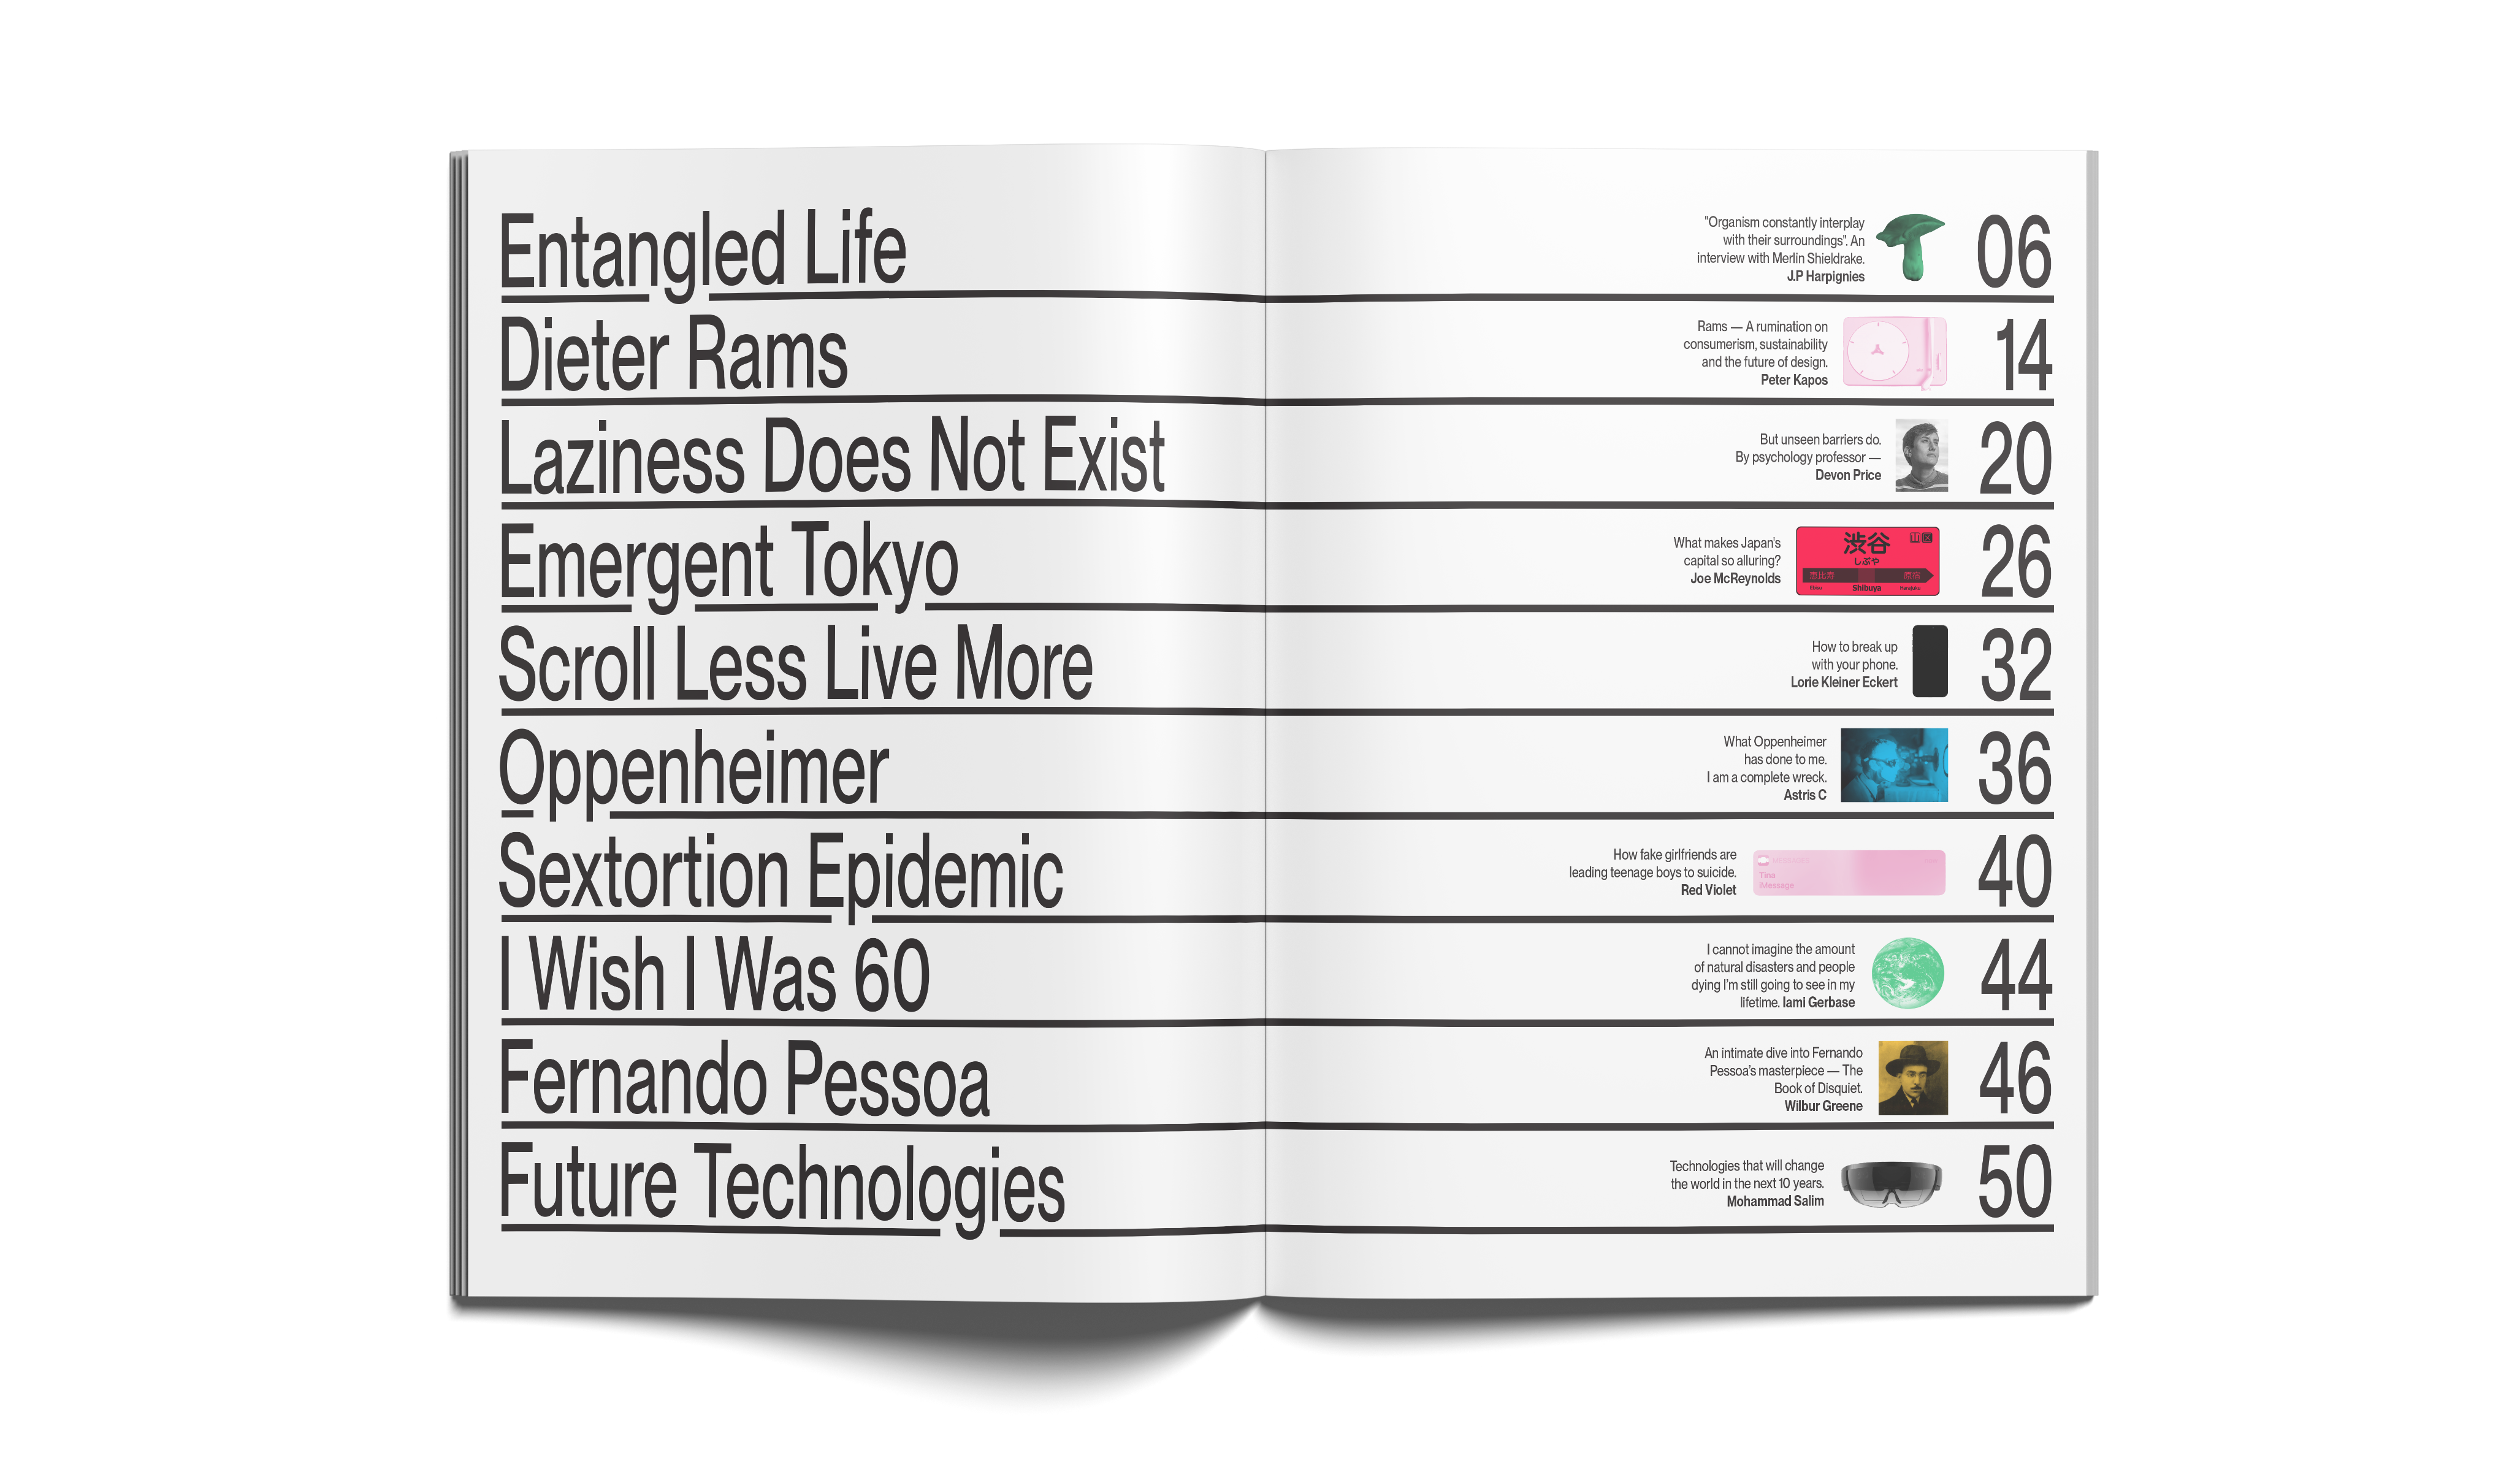 Entangled Life
"Organism constantly interplay
with their surroundings". An
interview with Merlin Shieldrake.
J.P Harpignies
06
Dieter Rams
Rams — A rumination on
consumerism, sustainability
and the future of design.
Peter Kapos
14
Laziness Does Not Exist
But unseen barriers do.
By psychology professor —
Devon Price
20
Emergent Tokyo
What makes Japan's
capital so alluring?
Joe McReynolds
渋谷
しぶや
恵比寿
Shibuya
26
Scroll Less Live More
How to break up
with your phone.
Lorie Kleiner Eckert
32
Oppenheimer
What Oppenheimer
has done to me.
I am a complete wreck.
Astris C
36
Sextortion Epidemic
How fake girlfriends are
leading teenage boys to suicide.
Red Violet
Tina
iMessage
40
I Wish I Was 60
I cannot imagine the amount
of natural disasters and people
dying I'm still going to see in my
lifetime. Iami Gerbase
44
Fernando Pessoa
An intimate dive into Fernando
Pessoa's masterpiece — The
Book of Disquiet.
Wilbur Greene
46
Future Technologies
Technologies that will change
the world in the next 10 years.
Mohammad Salim
50